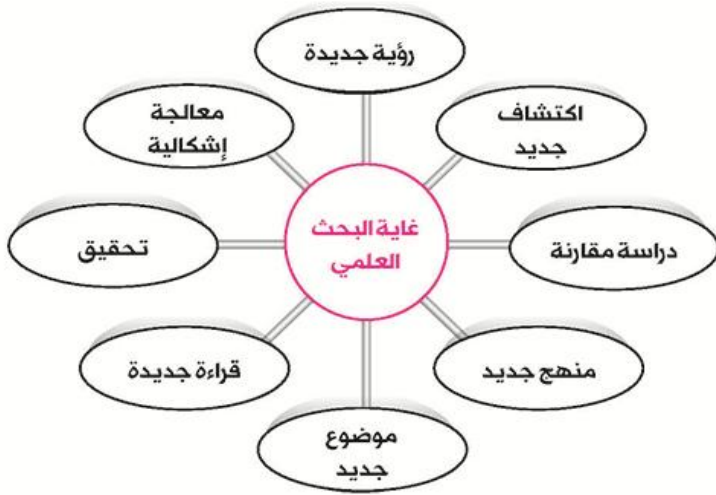 رؤية جديدة
اكتشاف
جديد
معالجة
إشكالية
غاية البحث
العلمي
دراسة مقارنة
تحقيق
منهج جديد
قراءة جديدة
موضوع
جديد